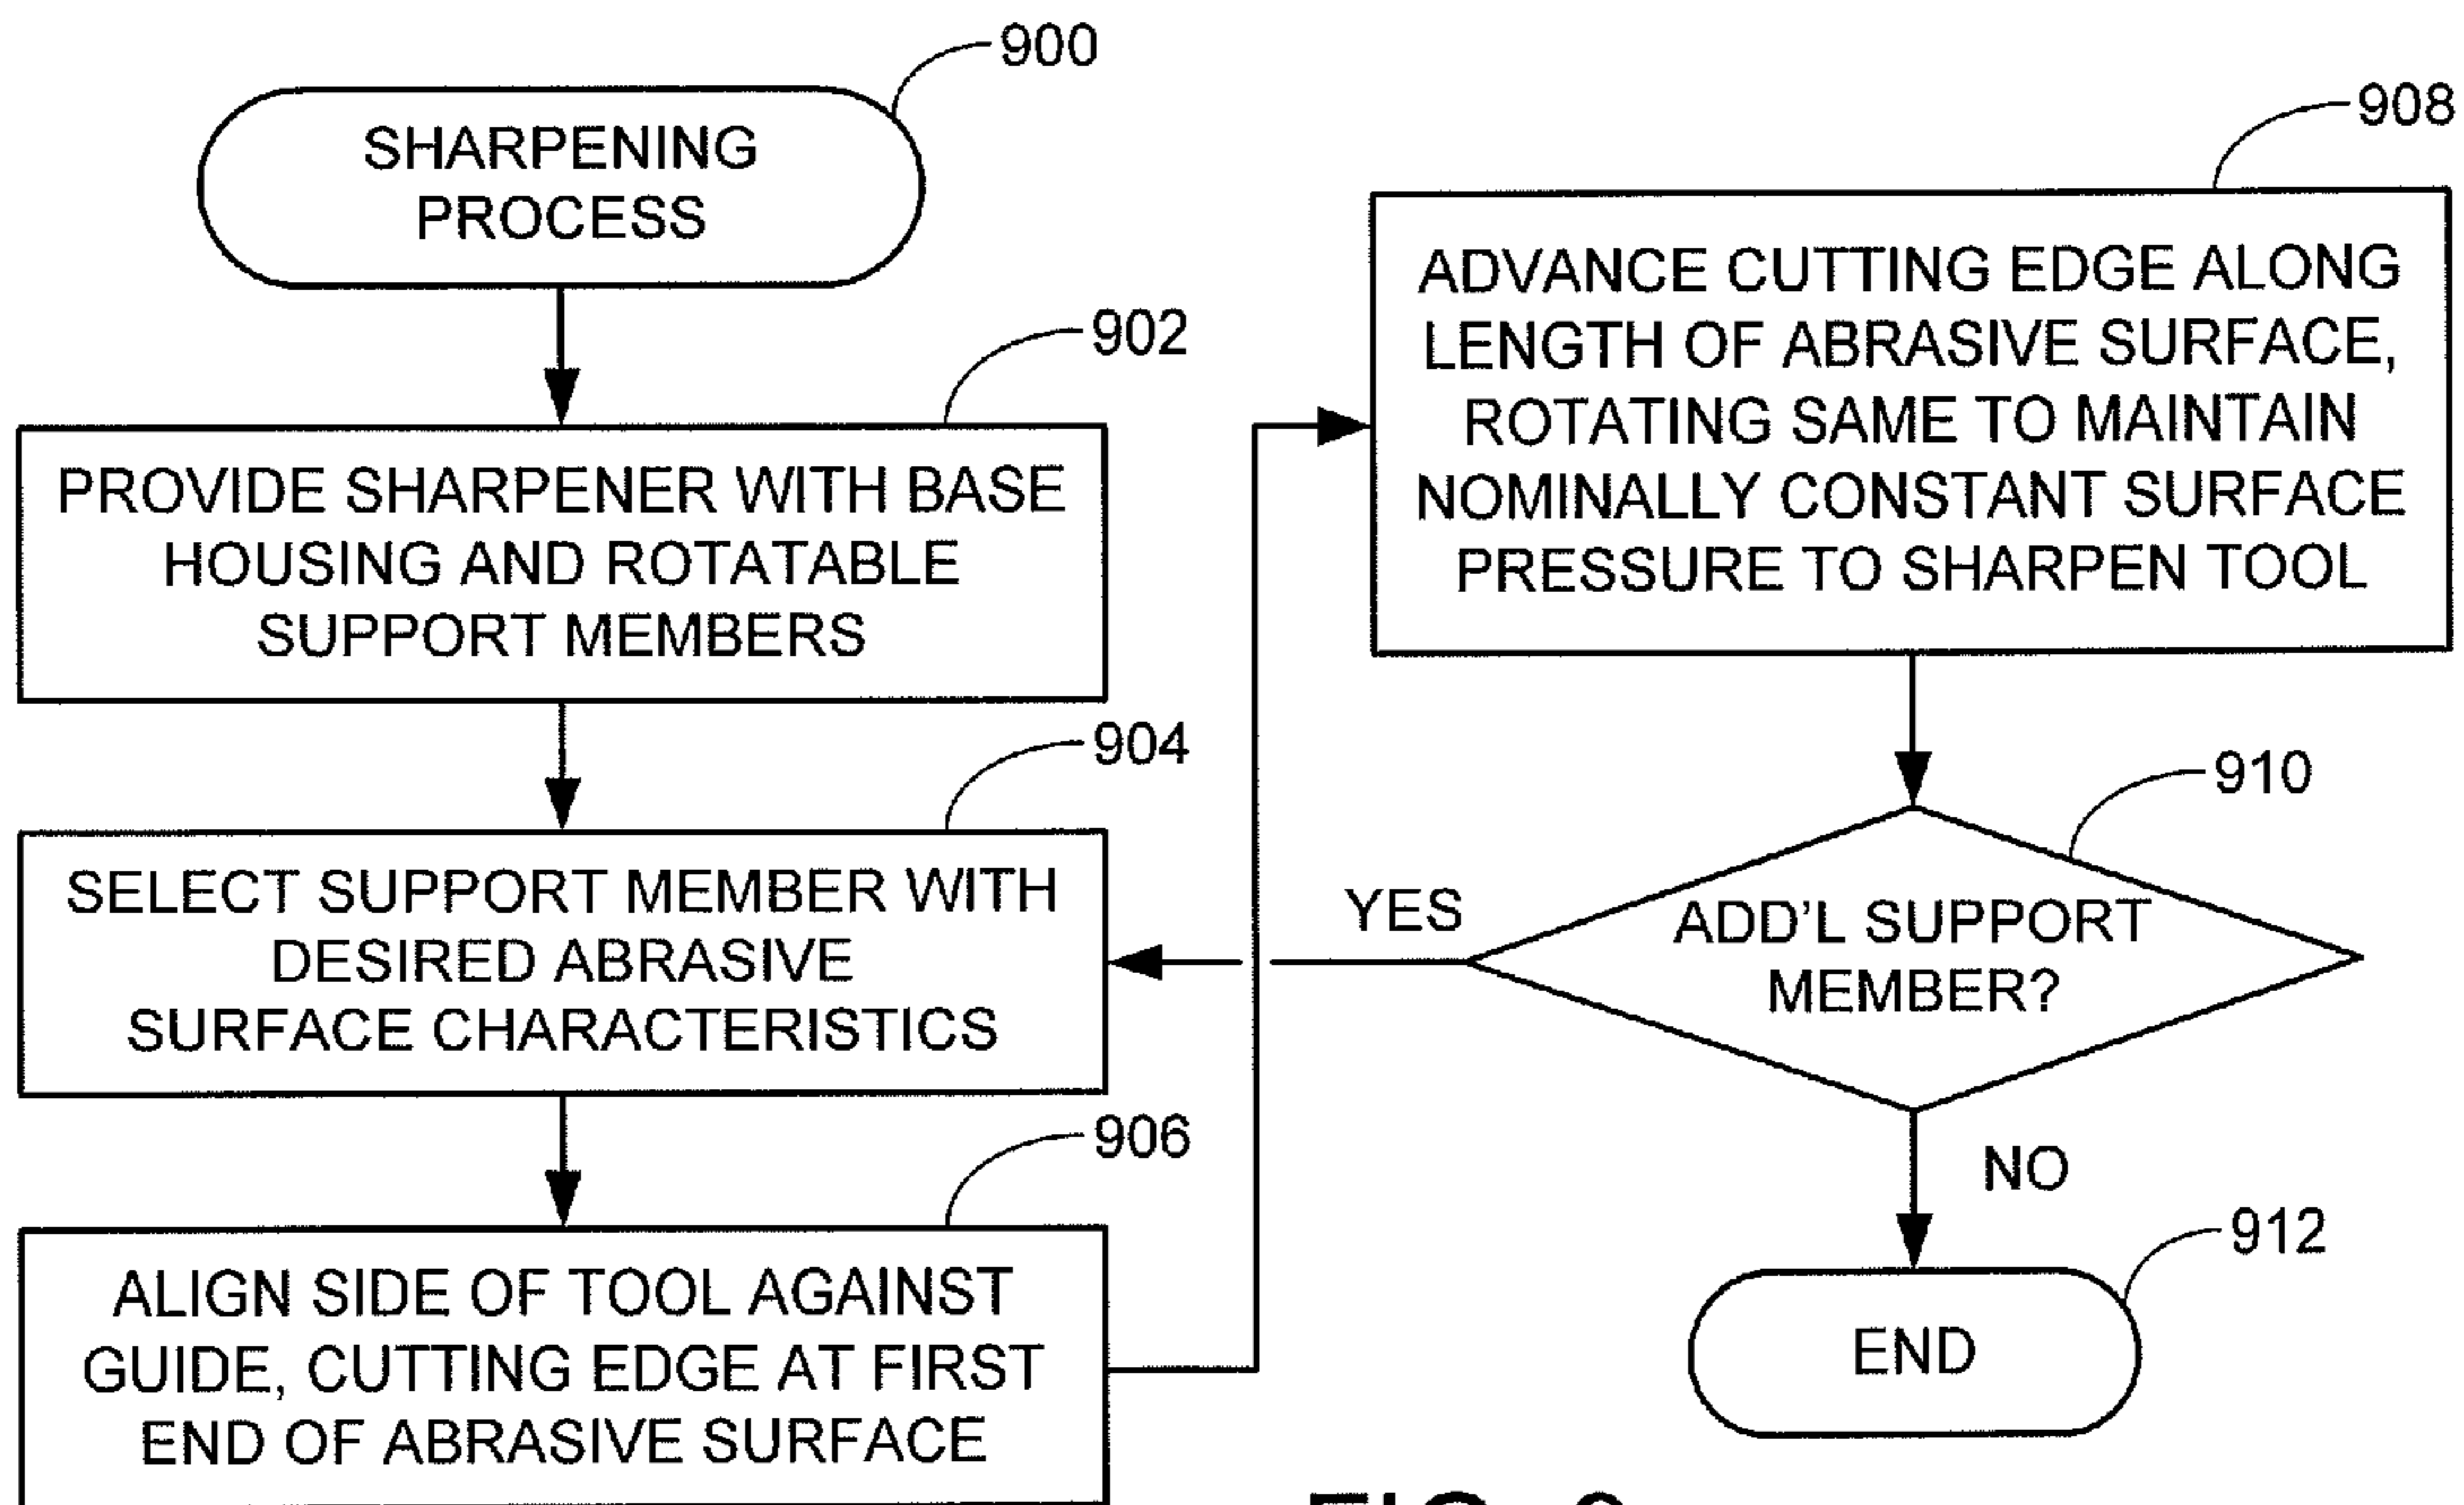 900
SHARPENING
PROCESS
902
PROVIDE SHARPENER WITH BASE
HOUSING AND ROTATABLE
SUPPORT MEMBERS
904
SELECT SUPPORT MEMBER WITH
DESIRED ABRASIVE
SURFACE CHARACTERISTICS
906
ALIGN SIDE OF TOOL AGAINST
GUIDE, CUTTING EDGE AT FIRST
END OF ABRASIVE SURFACE
908
ADVANCE CUTTING EDGE ALONG
LENGTH OF ABRASIVE SURFACE,
ROTATING SAME TO MAINTAIN
NOMINALLY CONSTANT SURFACE
PRESSURE TO SHARPEN TOOL
910
ADD'L SUPPORT
MEMBER?
YES
NO
912
END